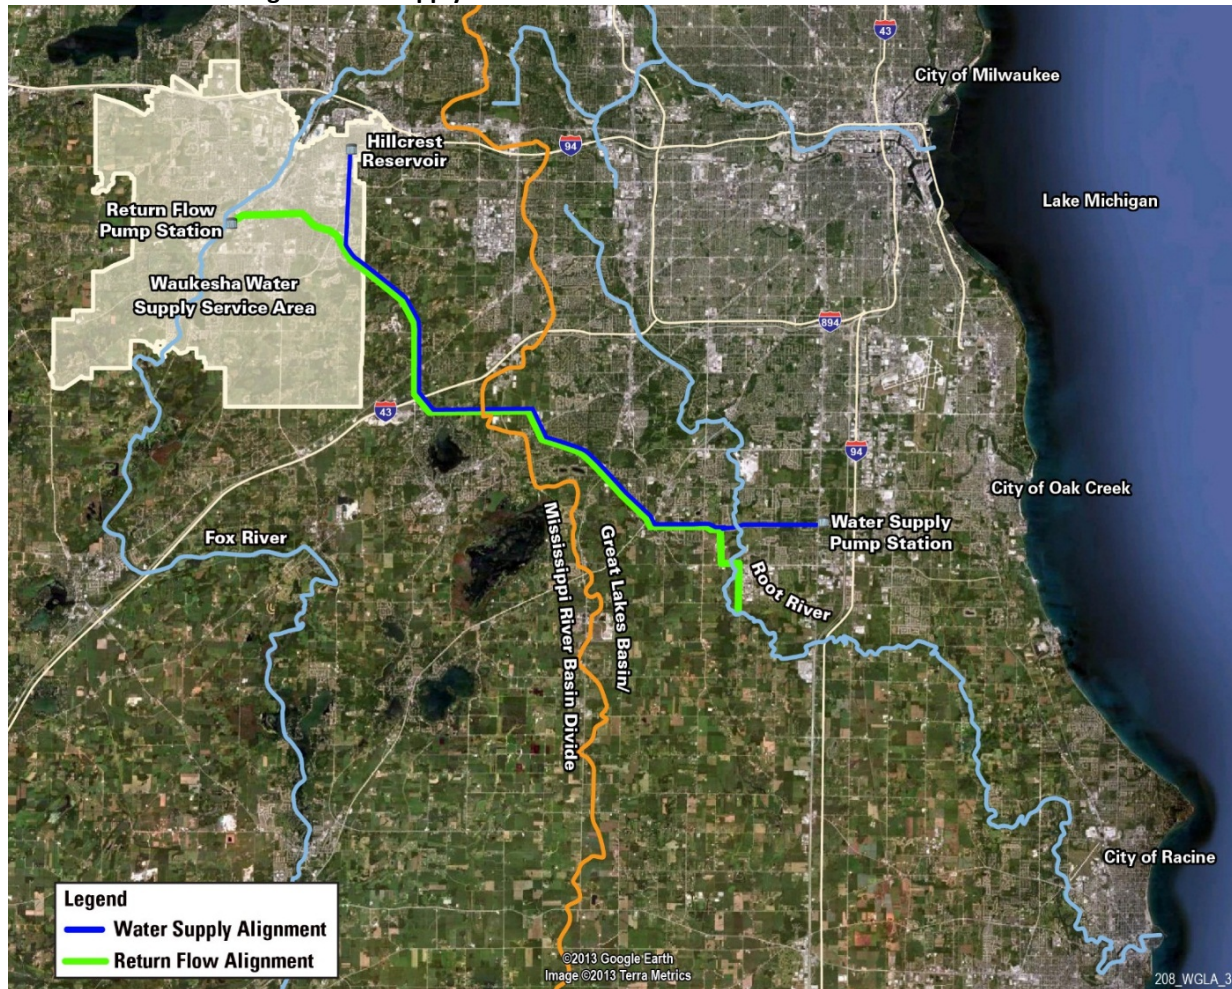 43
City of Milwaukee
Hillcrest
Reservoir
94
Lake Michigan
Return Flow
Pump Station
Waukesha Water
Supply Service Area
894
43
94
City of Oak Creek
Water Supply
Pump Station
Fox River
Mississippi River Basin Divide
Great Lakes Basin/
Root River
City of Racine
Legend
Water Supply Alignment
Return Flow Alignment
©2013 Google Earth
Image ©2013 Terra Metrics
208_WGLA_3